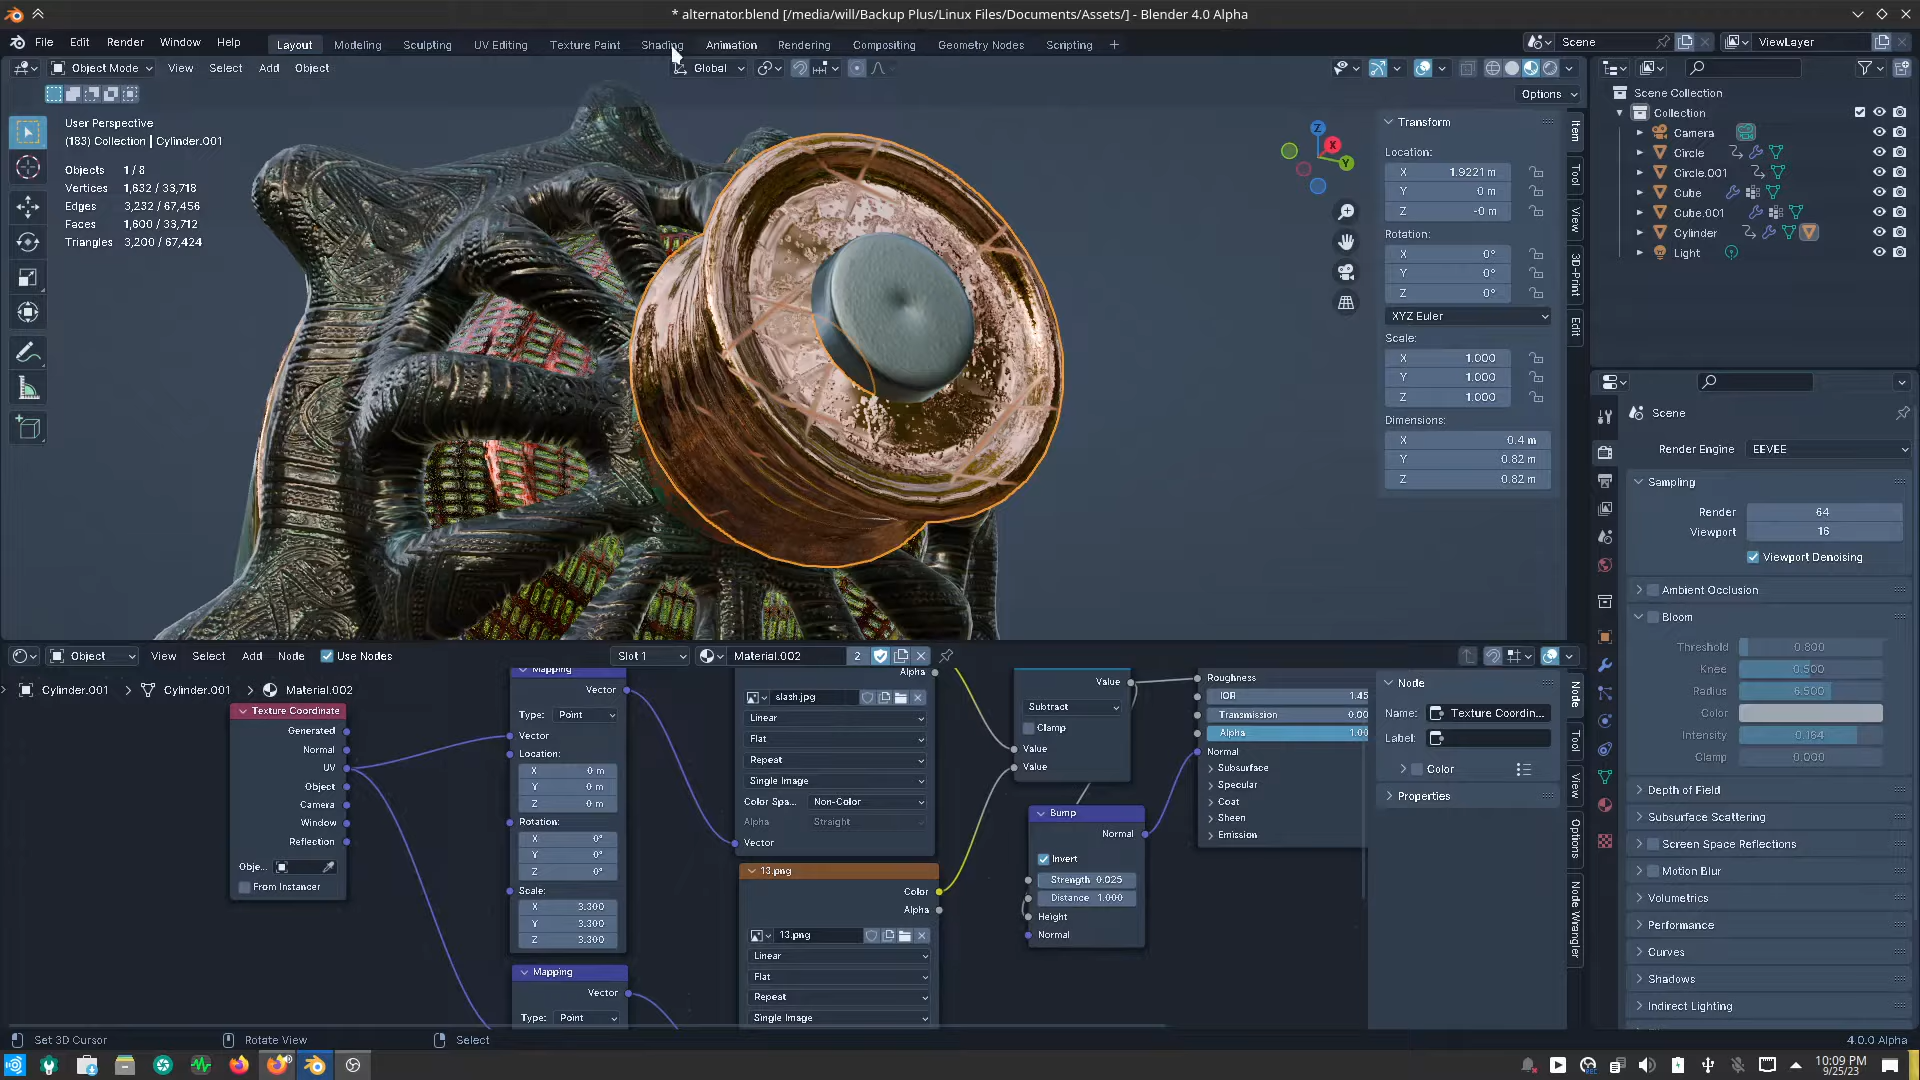 * alternator.blend [/media/will/Backup Plus/Linux Files/Documents/Assets/] - Blender 4.0 Alpha
File Edit Render Window Help
Layout Modeling Sculpting UV Editing Texture Paint Shading Animation Rendering Compositing Geometry Nodes Scripting
Scene ViewLayer
Object Mode View Select Add Object Global
Options
User Perspective
(183) Collection | Cylinder.001
Objects 1 / 8
Vertices 1,632 / 33,718
Edges 3,232 / 67,456
Faces 1,600 / 33,712
Triangles 3,200 / 67,424
Z
X
Y
Transform
Location:
X 1.9221 m
Y 0 m
Z -0 m
Rotation:
X 0°
Y 0°
Z 0°
XYZ Euler
Scale:
X 1.000
Y 1.000
Z 1.000
Dimensions:
X 0.4 m
Y 0.82 m
Z 0.82 m
Item
Tool
View
3D-Print
Edit
Scene Collection
Collection
Camera
Circle
Circle.001
Cube
Cube.001
Cylinder
Light
Scene
Render Engine EEVEE
Sampling
Render 64
Viewport 16
Viewport Denoising
Ambient Occlusion
Bloom
Threshold 0.800
Knee 0.500
Radius 6.500
Color
Intensity 0.164
Clamp 0.000
Depth of Field
Subsurface Scattering
Screen Space Reflections
Motion Blur
Volumetrics
Performance
Curves
Shadows
Indirect Lighting
Object View Select Add Node Use Nodes Slot 1 Material.002 2
Cylinder.001 Cylinder.001 Material.002
Texture Coordinate
Generated
Normal
UV
Object
Camera
Window
Reflection
Obje...
From Instancer
Mapping
Vector
Type: Point
Vector
Location:
X 0 m
Y 0 m
Z 0 m
Rotation:
X 0°
Y 0°
Z 0°
Scale:
X 3.300
Y 3.300
Z 3.300
Mapping
Vector
Type: Point
Alpha
slash.jpg
Linear
Flat
Repeat
Single Image
Color Spa... Non-Color
Alpha Straight
Vector
13.png
Color
Alpha
13.png
Linear
Flat
Repeat
Single Image
Value
Subtract
Clamp
Value
Value
Bump
Normal
Invert
Strength 0.025
Distance 1.000
Height
Normal
Roughness
IOR 1.45
Transmission 0.00
Alpha 1.00
Normal
Subsurface
Specular
Coat
Sheen
Emission
Node
Name: Texture Coordin...
Label:
Color
Properties
Node
Tool
View
Options
Node Wrangler
Set 3D Cursor Rotate View Select 4.0.0 Alpha
10:09 PM
9/25/23